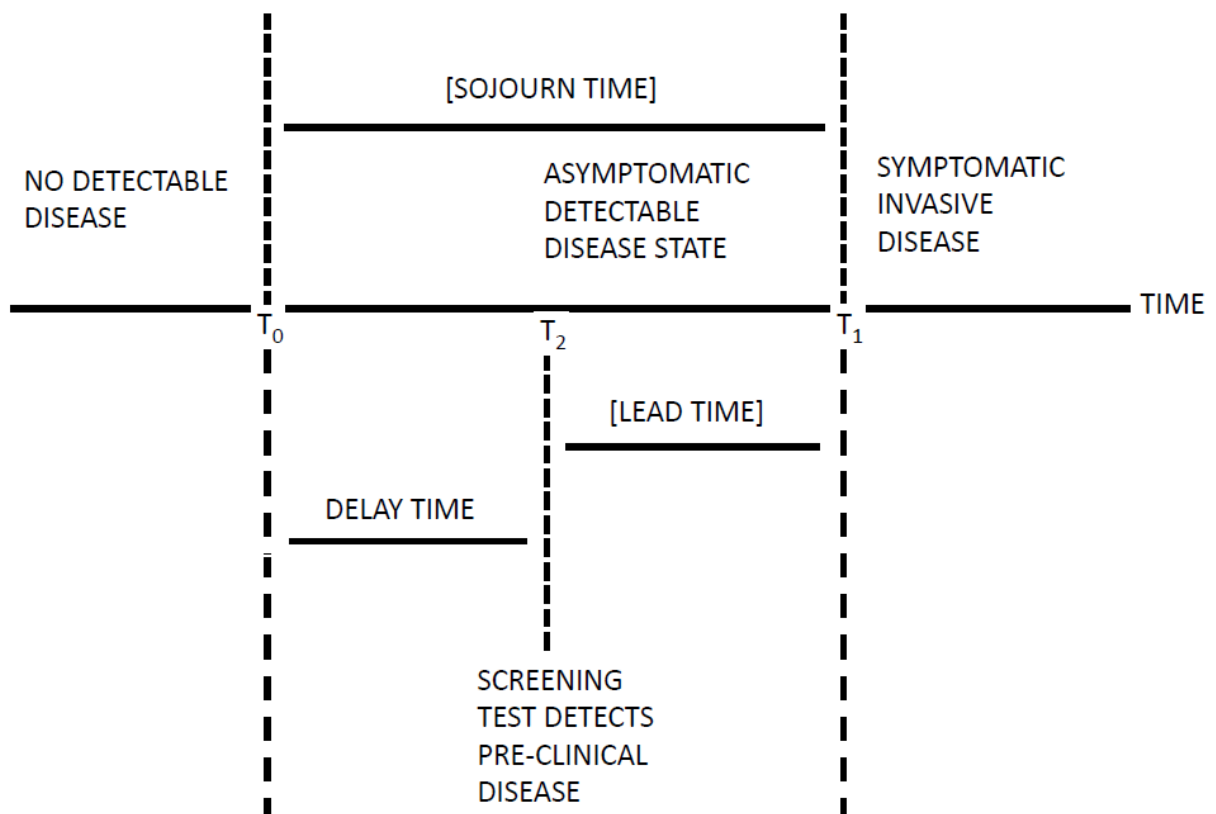 [SOJOURN TIME]
NO DETECTABLE
DISEASE
ASYMPTOMATIC
DETECTABLE
DISEASE STATE
SYMPTOMATIC
INVASIVE
DISEASE
TIME
T₀
T₂
T₁
[LEAD TIME]
DELAY TIME
SCREENING
TEST DETECTS
PRE-CLINICAL
DISEASE